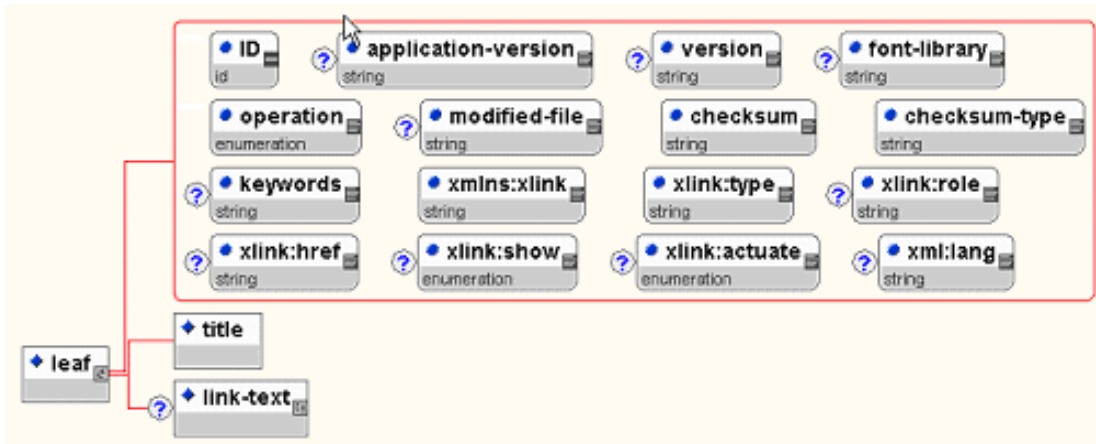 ID ? application-version ? version ? font-library
id string string string
operation ? modified-file checksum checksum-type
enumeration string string string
? keywords xmlns:xlink xlink:type ? xlink:role
string string string string
? xlink:href ? xlink:show ? xlink:actuate ? xml:lang
string enumeration enumeration string
title
leaf
? link-text